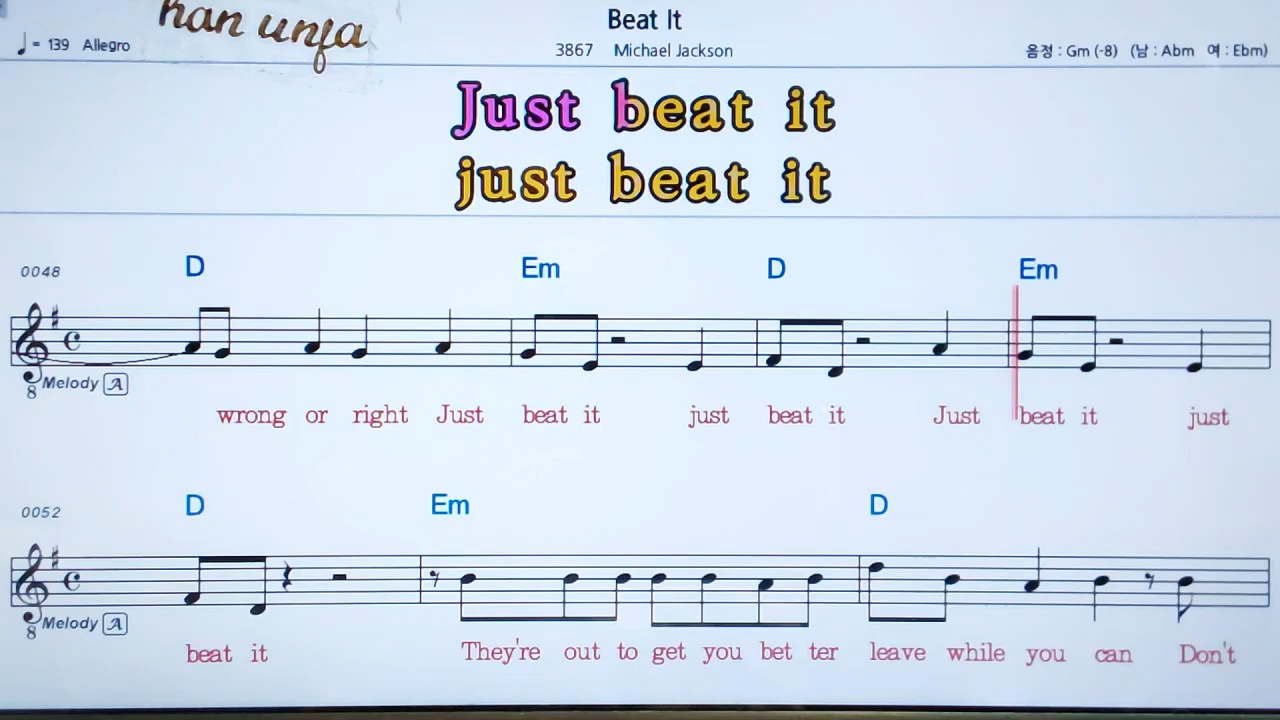 han unfa
Beat It
♩ = 139 Allegro
3867 Michael Jackson
음정 : Gm (-8) (남 : Abm 여 : Ebm)
Just beat it
just beat it
0048
D Em D Em
8 Melody A
wrong or right Just beat it just beat it Just beat it just
0052
D Em D
8 Melody A
beat it They're out to get you bet ter leave while you can Don't